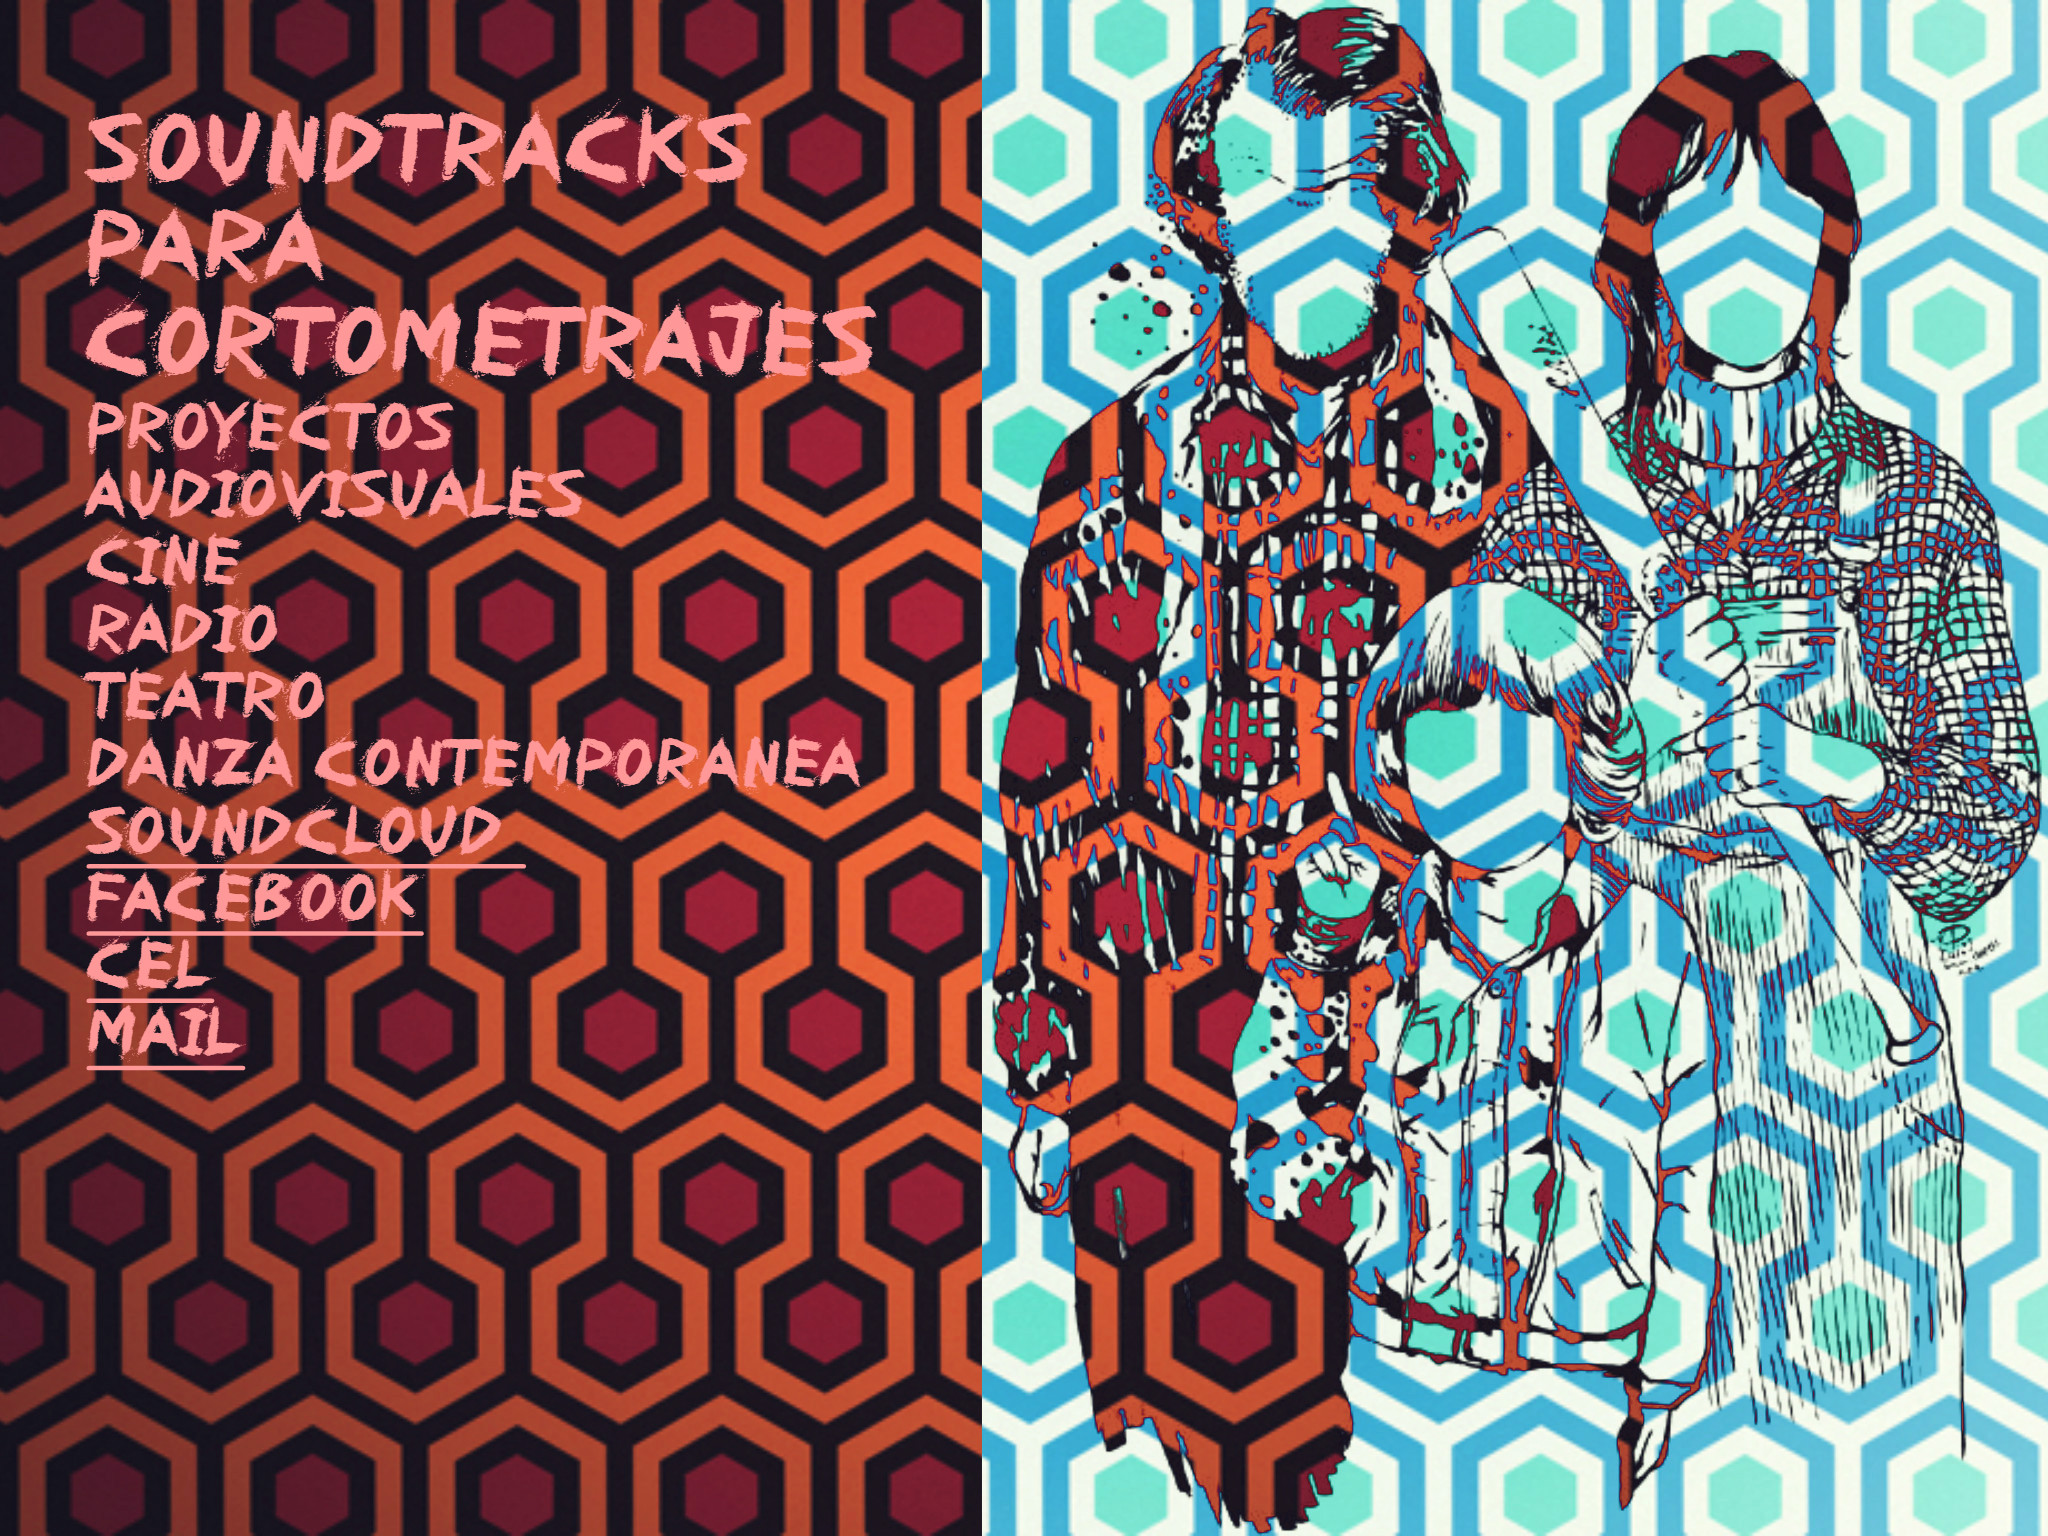 SOUNDTRACKS
PARA
CORTOMETRAJES
PROYECTOS
AUDIOVISUALES
CINE
RADIO
TEATRO
DANZA CONTEMPORANEA
SOUNDCLOUD
FACEBOOK
CEL
MAIL